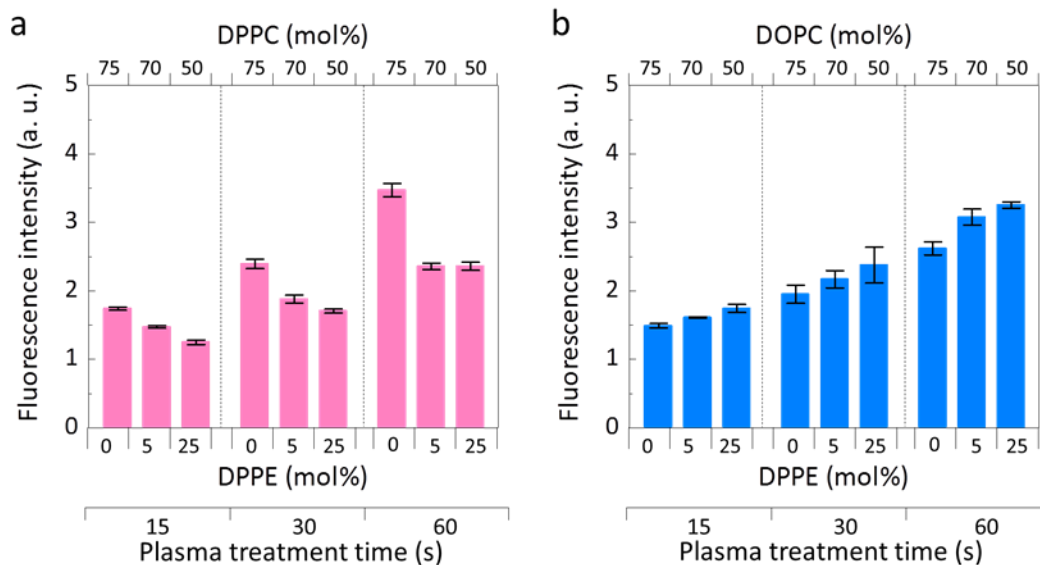 a
DPPC (mol%)
75 70 50 75 70 50 75 70 50
Fluorescence intensity (a. u.)
5
4
3
2
1
0
0 5 25 0 5 25 0 5 25
DPPE (mol%)
15 30 60
Plasma treatment time (s)
b
DOPC (mol%)
75 70 50 75 70 50 75 70 50
Fluorescence intensity (a. u.)
5
4
3
2
1
0
0 5 25 0 5 25 0 5 25
DPPE (mol%)
15 30 60
Plasma treatment time (s)